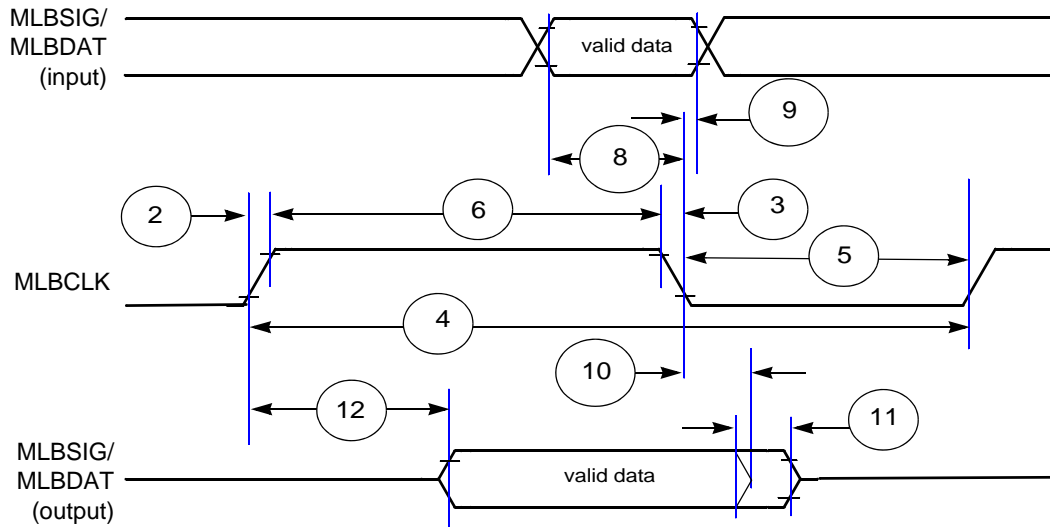 MLBSIG/
MLBDAT
(input)
valid data
9
8
2
6
3
5
MLBCLK
4
10
12
11
MLBSIG/
MLBDAT
(output)
valid data